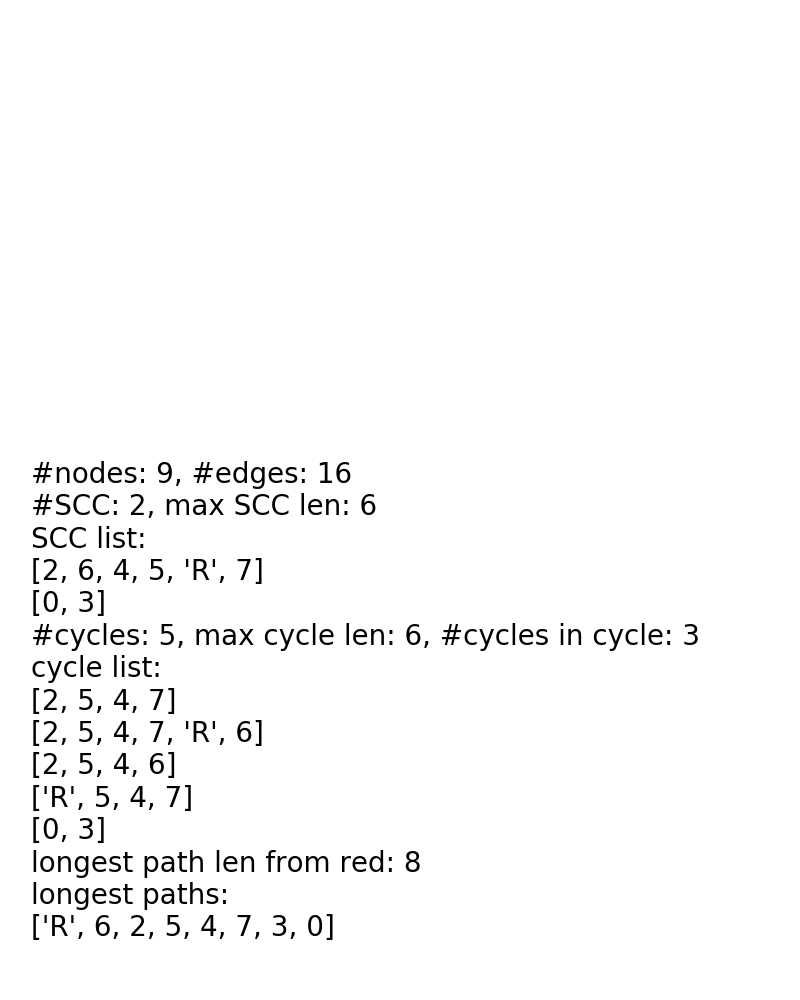 #nodes: 9, #edges: 16
#SCC: 2, max SCC len: 6
SCC list:
[2, 6, 4, 5, 'R', 7]
[0, 3]
#cycles: 5, max cycle len: 6, #cycles in cycle: 3
cycle list:
[2, 5, 4, 7]
[2, 5, 4, 7, 'R', 6]
[2, 5, 4, 6]
['R', 5, 4, 7]
[0, 3]
longest path len from red: 8
longest paths:
['R', 6, 2, 5, 4, 7, 3, 0]